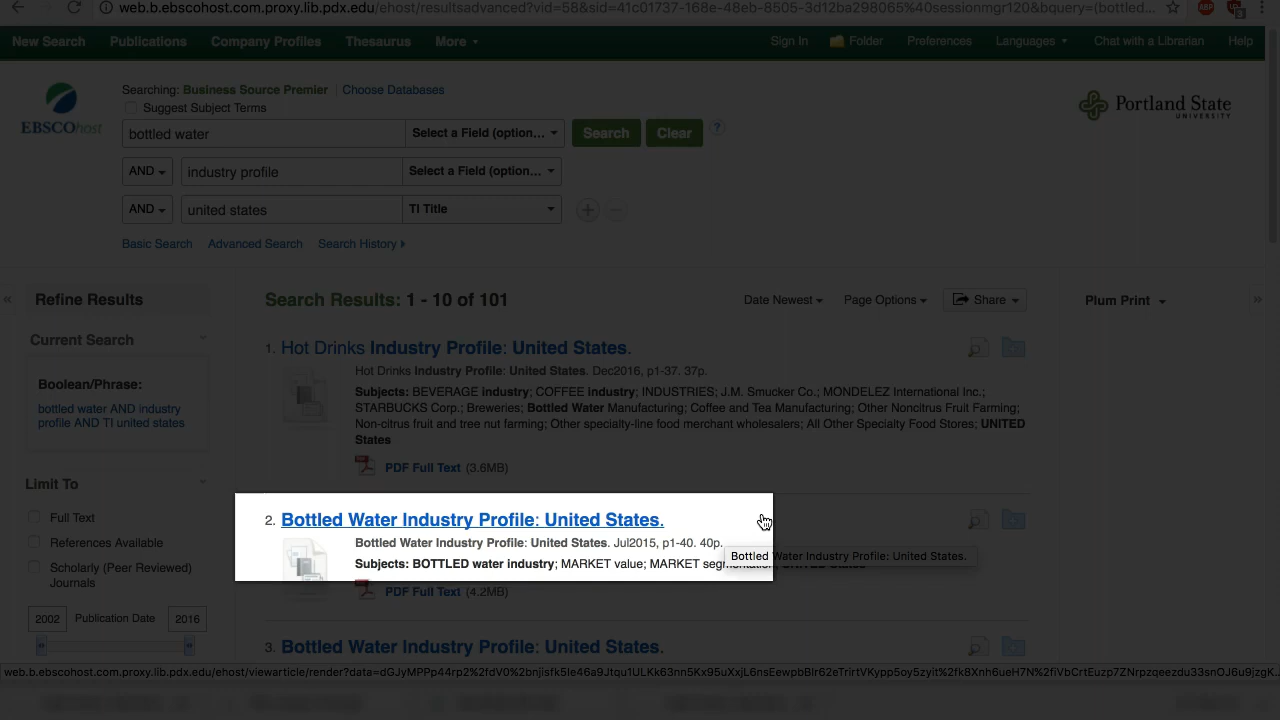 web.b.ebscohost.com.proxy.lib.pdx.edu/ehost/resultsadvanced?vid=58&sid=41c01737-168e-48eb-8505-3d12ba298065%40sessionmgr120&bquery=(bottled...
New Search Publications Company Profiles Thesaurus More Sign In Folder Preferences Languages Chat with a Librarian Help
Searching: Business Source Premier Choose Databases
Suggest Subject Terms
EBSCOhost
bottled water Select a Field (option... Search Clear ?
AND industry profile Select a Field (option...
AND united states TI Title
Basic Search Advanced Search Search History
Portland State
UNIVERSITY
« Refine Results
Current Search
Boolean/Phrase:
bottled water AND industry
profile AND TI united states
Limit To
Full Text
References Available
Scholarly (Peer Reviewed)
Journals
2002 Publication Date 2016
Search Results: 1 - 10 of 101 Date Newest Page Options Share
1. Hot Drinks Industry Profile: United States.
Hot Drinks Industry Profile: United States. Dec2016, p1-37. 37p.
Subjects: BEVERAGE industry; COFFEE industry; INDUSTRIES; J.M. Smucker Co.; MONDELEZ International Inc.;
STARBUCKS Corp.; Breweries; Bottled Water Manufacturing; Coffee and Tea Manufacturing; Other Noncitrus Fruit Farming;
Non-citrus fruit and tree nut farming; Other specialty-line food merchant wholesalers; All Other Specialty Food Stores; UNITED
States
PDF Full Text (3.6MB)
2. Bottled Water Industry Profile: United States.
Bottled Water Industry Profile: United States. Jul2015, p1-40. 40p.
Bottled Water Industry Profile: United States.
Subjects: BOTTLED water industry; MARKET value; MARKET segmentation; UNITED States
PDF Full Text (4.2MB)
3. Bottled Water Industry Profile: United States.
Plum Print »